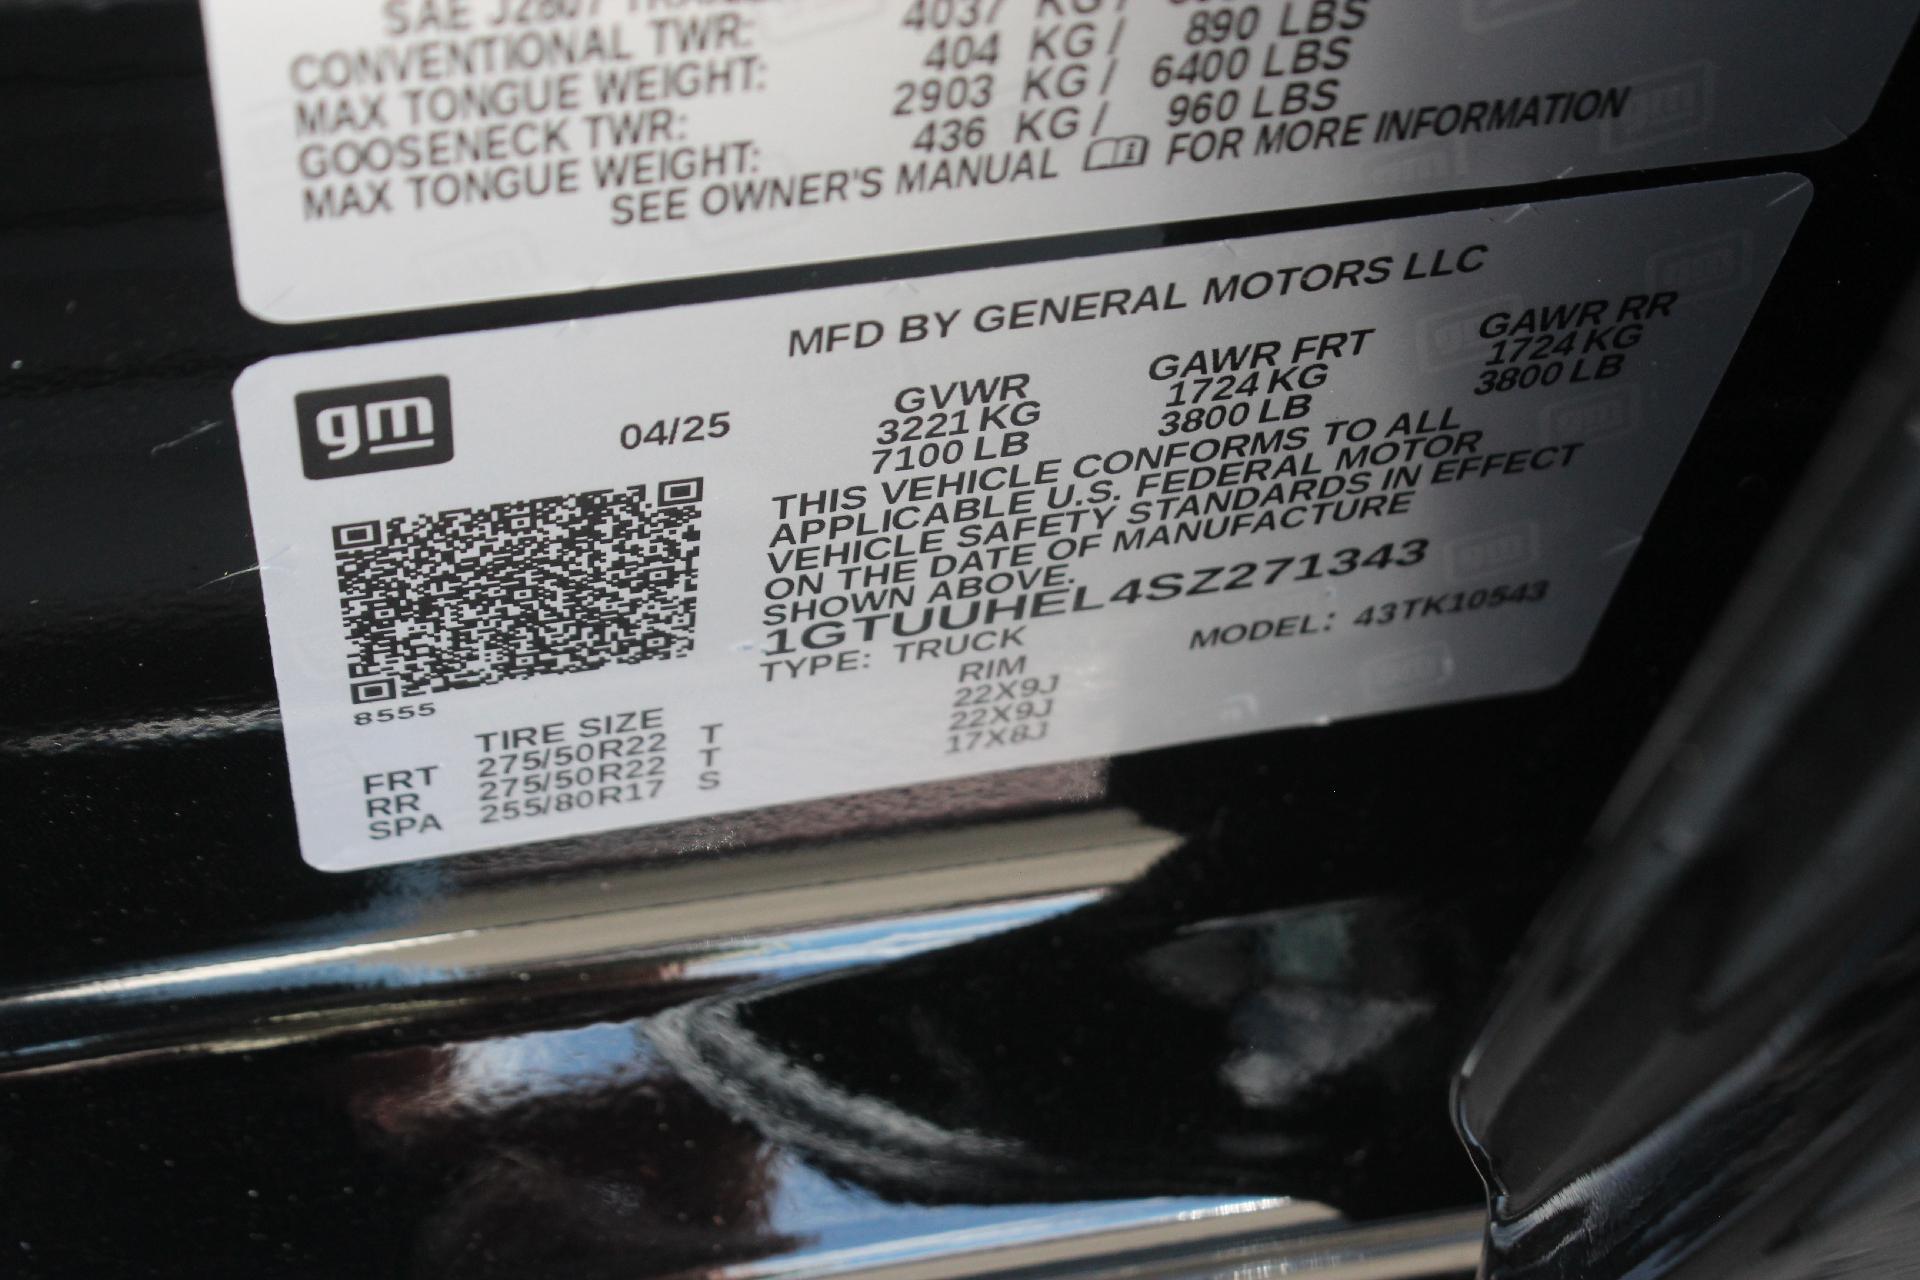 SAE J2807
CONVENTIONAL TWR: 4037 KG /
MAX TONGUE WEIGHT: 404 KG / 890 LBS
GOOSENECK TWR: 2903 KG / 6400 LBS
MAX TONGUE WEIGHT: 436 KG / 960 LBS
SEE OWNER'S MANUAL FOR MORE INFORMATION
MFD BY GENERAL MOTORS LLC
gm
04/25
GVWR GAWR FRT GAWR RR
3221 KG 1724 KG 1724 KG
7100 LB 3800 LB 3800 LB
THIS VEHICLE CONFORMS TO ALL
APPLICABLE U.S. FEDERAL MOTOR
VEHICLE SAFETY STANDARDS IN EFFECT
ON THE DATE OF MANUFACTURE
SHOWN ABOVE.
1GTUUHEL4SZ271343
TYPE: TRUCK MODEL: 43TK10543
8555
TIRE SIZE RIM
FRT 275/50R22 T 22X9J
RR 275/50R22 T 22X9J
SPA 255/80R17 S 17X8J